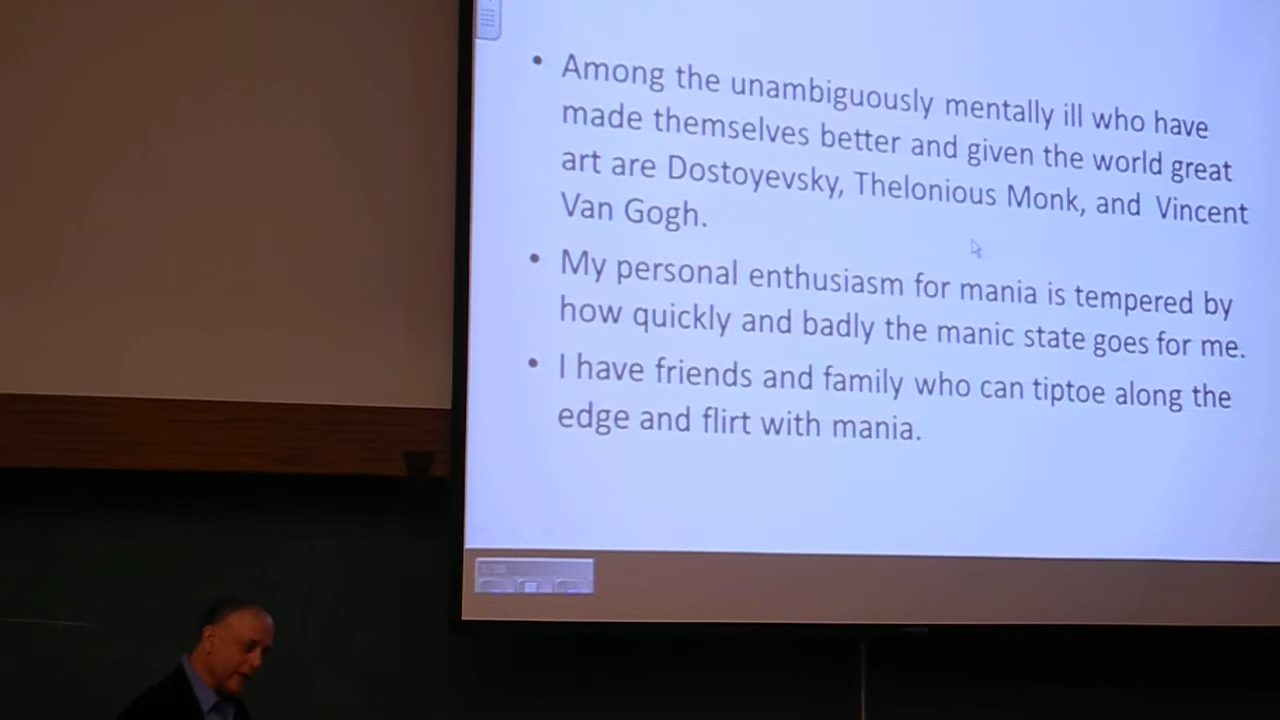 • Among the unambiguously mentally ill who have
made themselves better and given the world great
art are Dostoyevsky, Thelonious Monk, and Vincent
Van Gogh.
• My personal enthusiasm for mania is tempered by
how quickly and badly the manic state goes for me.
• I have friends and family who can tiptoe along the
edge and flirt with mania.